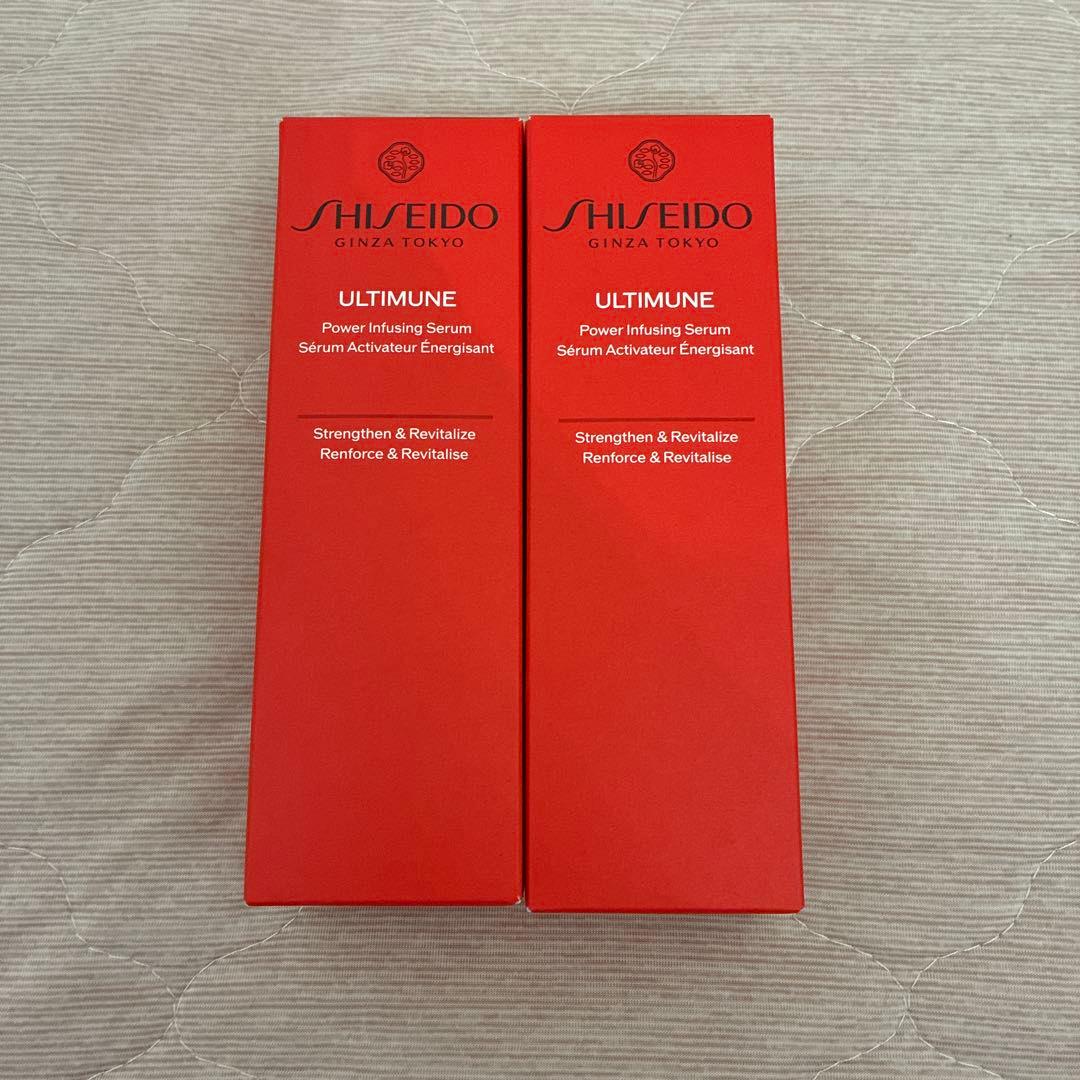 SHISEIDO
GINZA TOKYO
ULTIMUNE
Power Infusing Serum
Sérum Activateur Énergisant
Strengthen & Revitalize
Renforce & Revitalise
SHISEIDO
GINZA TOKYO
ULTIMUNE
Power Infusing Serum
Sérum Activateur Énergisant
Strengthen & Revitalize
Renforce & Revitalise